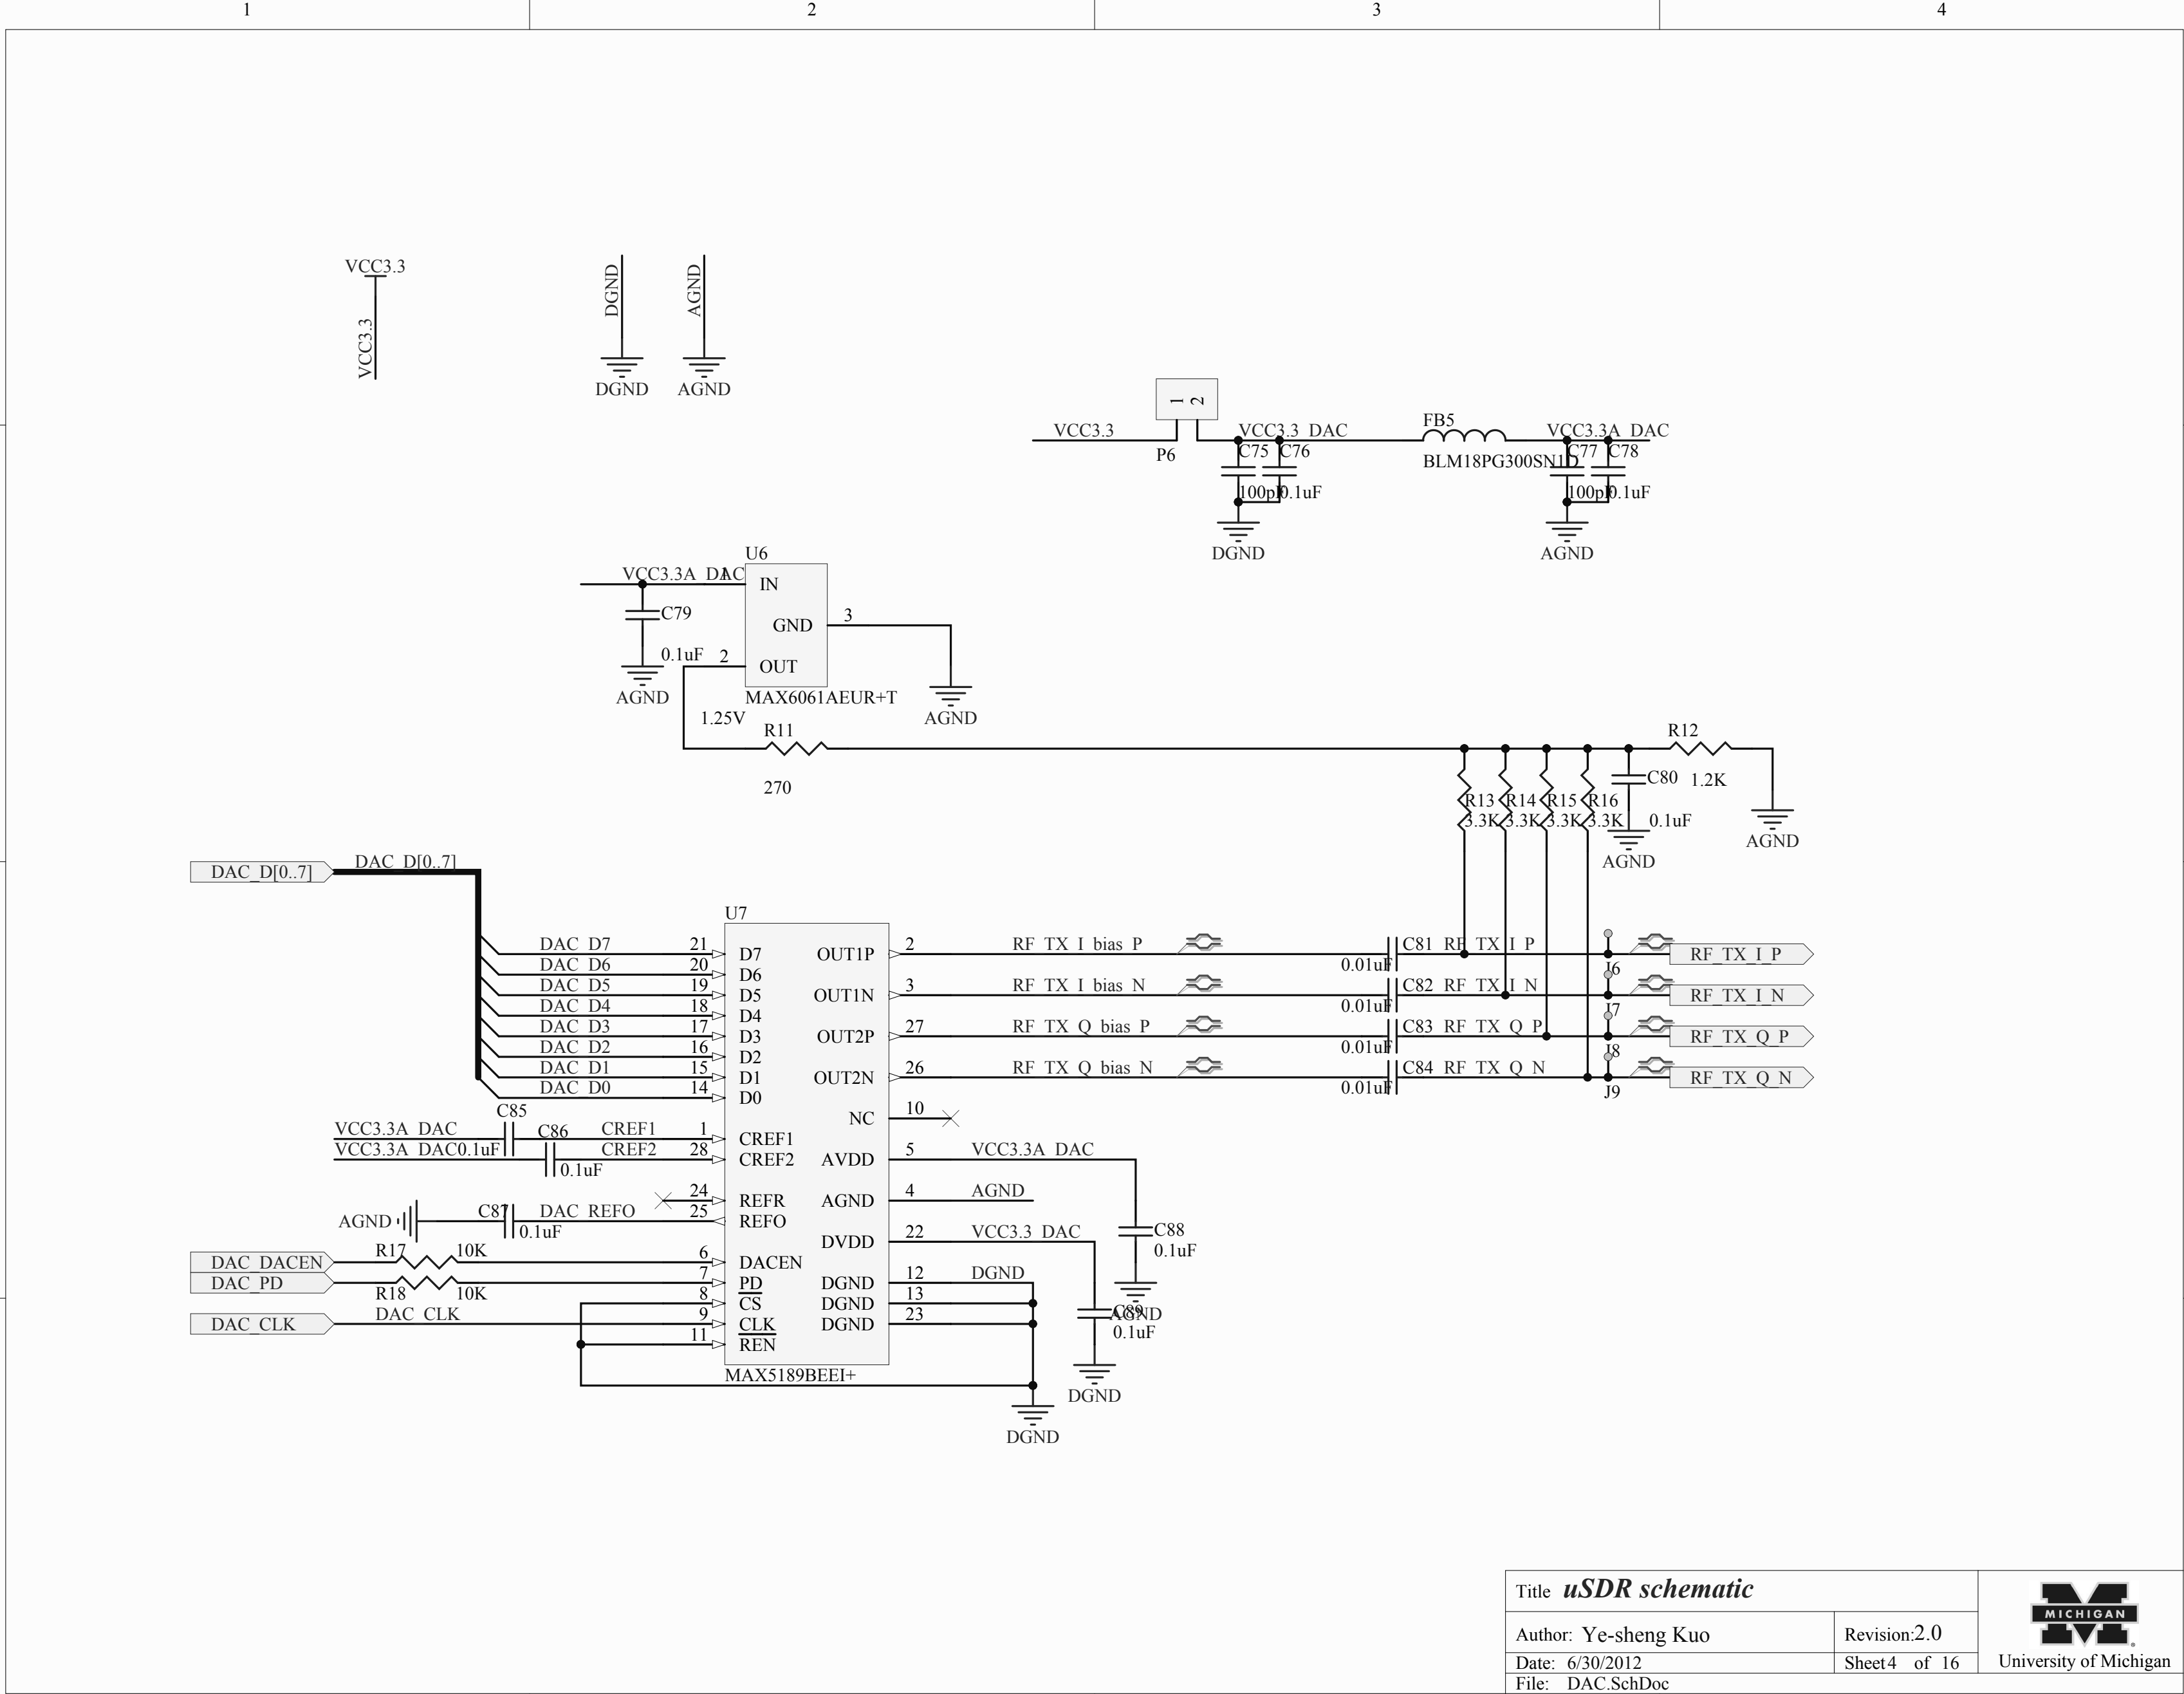 1 2 3 4
VCC3.3
VCC3.3
DGND
DGND
AGND
AGND
1 2
P6
VCC3.3
VCC3.3_DAC
C75 C76
100pF 0.1uF
DGND
FB5
BLM18PG300SN1D
VCC3.3A_DAC
C77 C78
100pF 0.1uF
AGND
U6
VCC3.3A_DAC 1 IN
C79
0.1uF
AGND
GND 3
2 OUT
MAX6061AEUR+T
AGND
1.25V
R11
270
R12
1.2K
AGND
R13 R14 R15 R16
3.3K 3.3K 3.3K 3.3K
C80
0.1uF
AGND
DAC_D[0..7] DAC_D[0..7]
U7
DAC_D7 21 D7
DAC_D6 20 D6
DAC_D5 19 D5
DAC_D4 18 D4
DAC_D3 17 D3
DAC_D2 16 D2
DAC_D1 15 D1
DAC_D0 14 D0
OUT1P 2 RF_TX_I_bias_P C81 RF_TX_I_P RF_TX_I_P
0.01uF J6
OUT1N 3 RF_TX_I_bias_N C82 RF_TX_I_N RF_TX_I_N
0.01uF J7
OUT2P 27 RF_TX_Q_bias_P C83 RF_TX_Q_P RF_TX_Q_P
0.01uF J8
OUT2N 26 RF_TX_Q_bias_N C84 RF_TX_Q_N RF_TX_Q_N
0.01uF J9
C85
VCC3.3A_DAC C86 CREF1 1 CREF1
VCC3.3A_DAC 0.1uF CREF2 28 CREF2
0.1uF
24 REFR
AGND C87 DAC_REFO 25 REFO
0.1uF
DAC_DACEN R17 10K 6 DACEN
DAC_PD R18 10K 7 PD
8 CS
DAC_CLK DAC_CLK 9 CLK
11 REN
NC 10
AVDD 5 VCC3.3A_DAC
AGND 4 AGND
DVDD 22 VCC3.3_DAC
DGND 12 DGND
DGND 13
DGND 23
C88
0.1uF
AGND
C89
0.1uF
DGND
MAX5189BEEI+
DGND
Title uSDR schematic
Author: Ye-sheng Kuo Revision: 2.0
Date: 6/30/2012 Sheet 4 of 16
File: DAC.SchDoc
MICHIGAN
University of Michigan